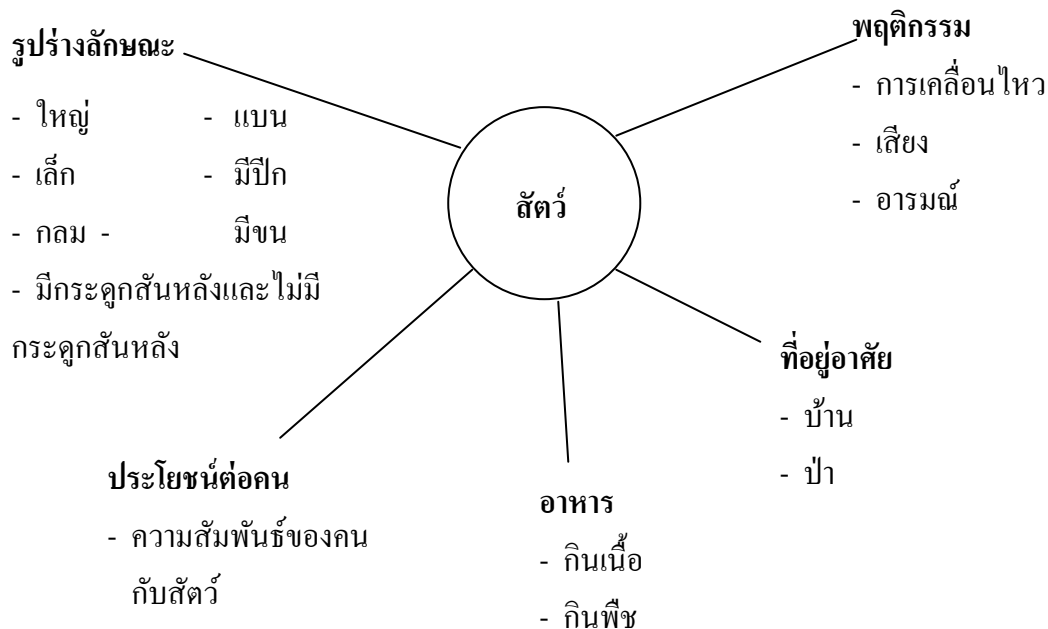 รูปร่างลักษณะ
- ใหญ่ - แบน
- เล็ก - มีปีก
- กลม - มีขน
- มีกระดูกสันหลังและไม่มี
กระดูกสันหลัง
พฤติกรรม
- การเคลื่อนไหว
- เสียง
- อารมณ์
สัตว์
ที่อยู่อาศัย
- บ้าน
- ป่า
ประโยชน์ต่อคน
- ความสัมพันธ์ของคน
กับสัตว์
อาหาร
- กินเนื้อ
- กินพืช